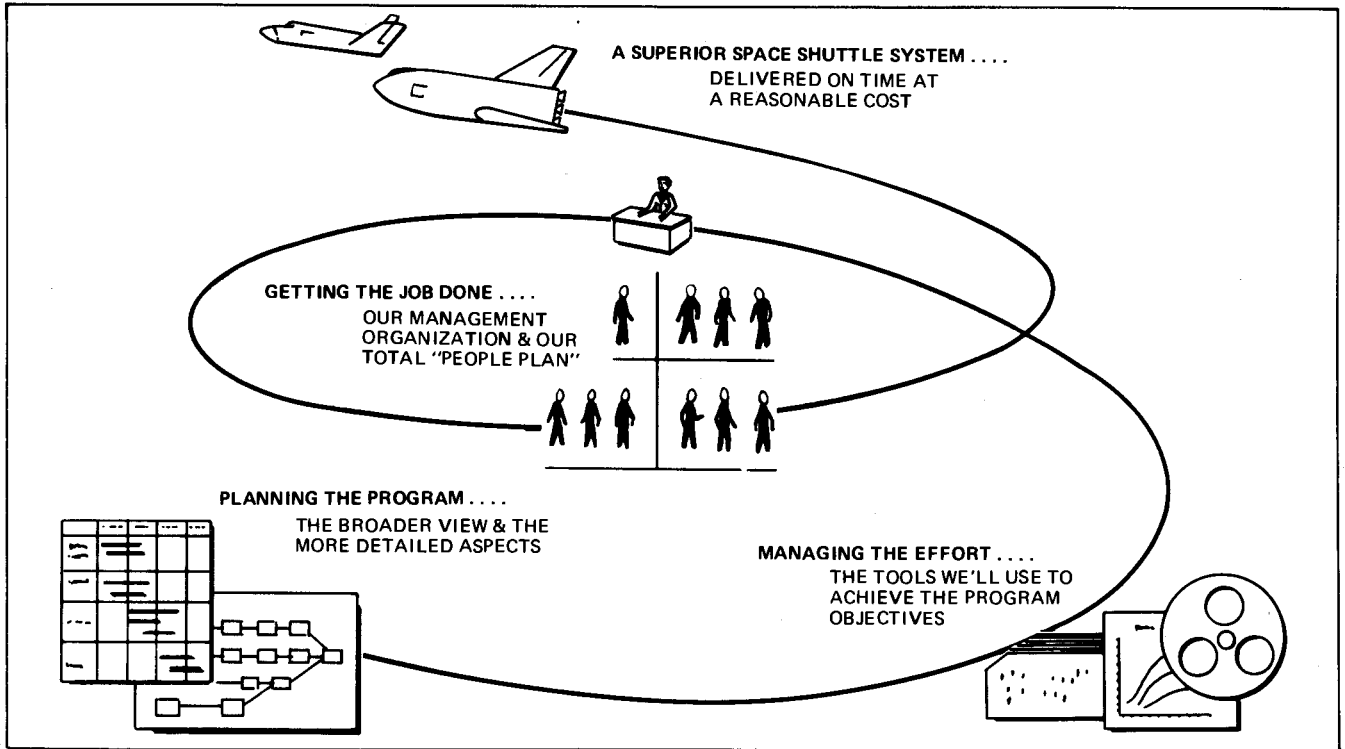 A SUPERIOR SPACE SHUTTLE SYSTEM ....
DELIVERED ON TIME AT
A REASONABLE COST
GETTING THE JOB DONE ....
OUR MANAGEMENT
ORGANIZATION & OUR
TOTAL "PEOPLE PLAN"
PLANNING THE PROGRAM ....
THE BROADER VIEW & THE
MORE DETAILED ASPECTS
MANAGING THE EFFORT ....
THE TOOLS WE'LL USE TO
ACHIEVE THE PROGRAM
OBJECTIVES